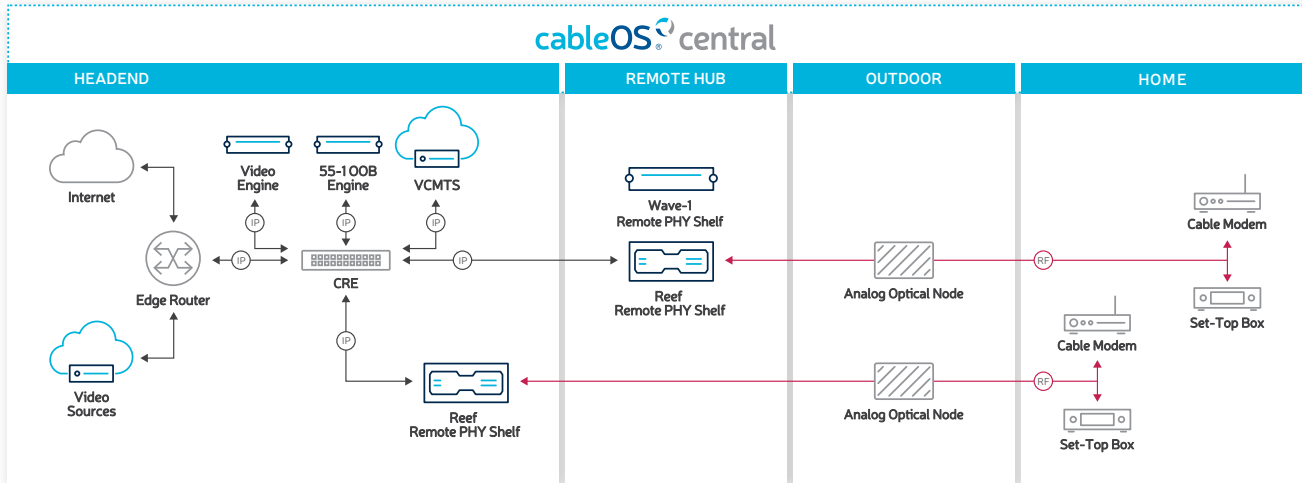 cableOS® central
HEADEND
REMOTE HUB
OUTDOOR
HOME
Internet
Video
Engine
55-1 OOB
Engine
VCMTS
IP
IP
IP
Edge Router
IP
CRE
IP
IP
Video
Sources
Reef
Remote PHY Shelf
Wave-1
Remote PHY Shelf
Reef
Remote PHY Shelf
Analog Optical Node
Analog Optical Node
RF
Cable Modem
Set-Top Box
RF
Cable Modem
Set-Top Box